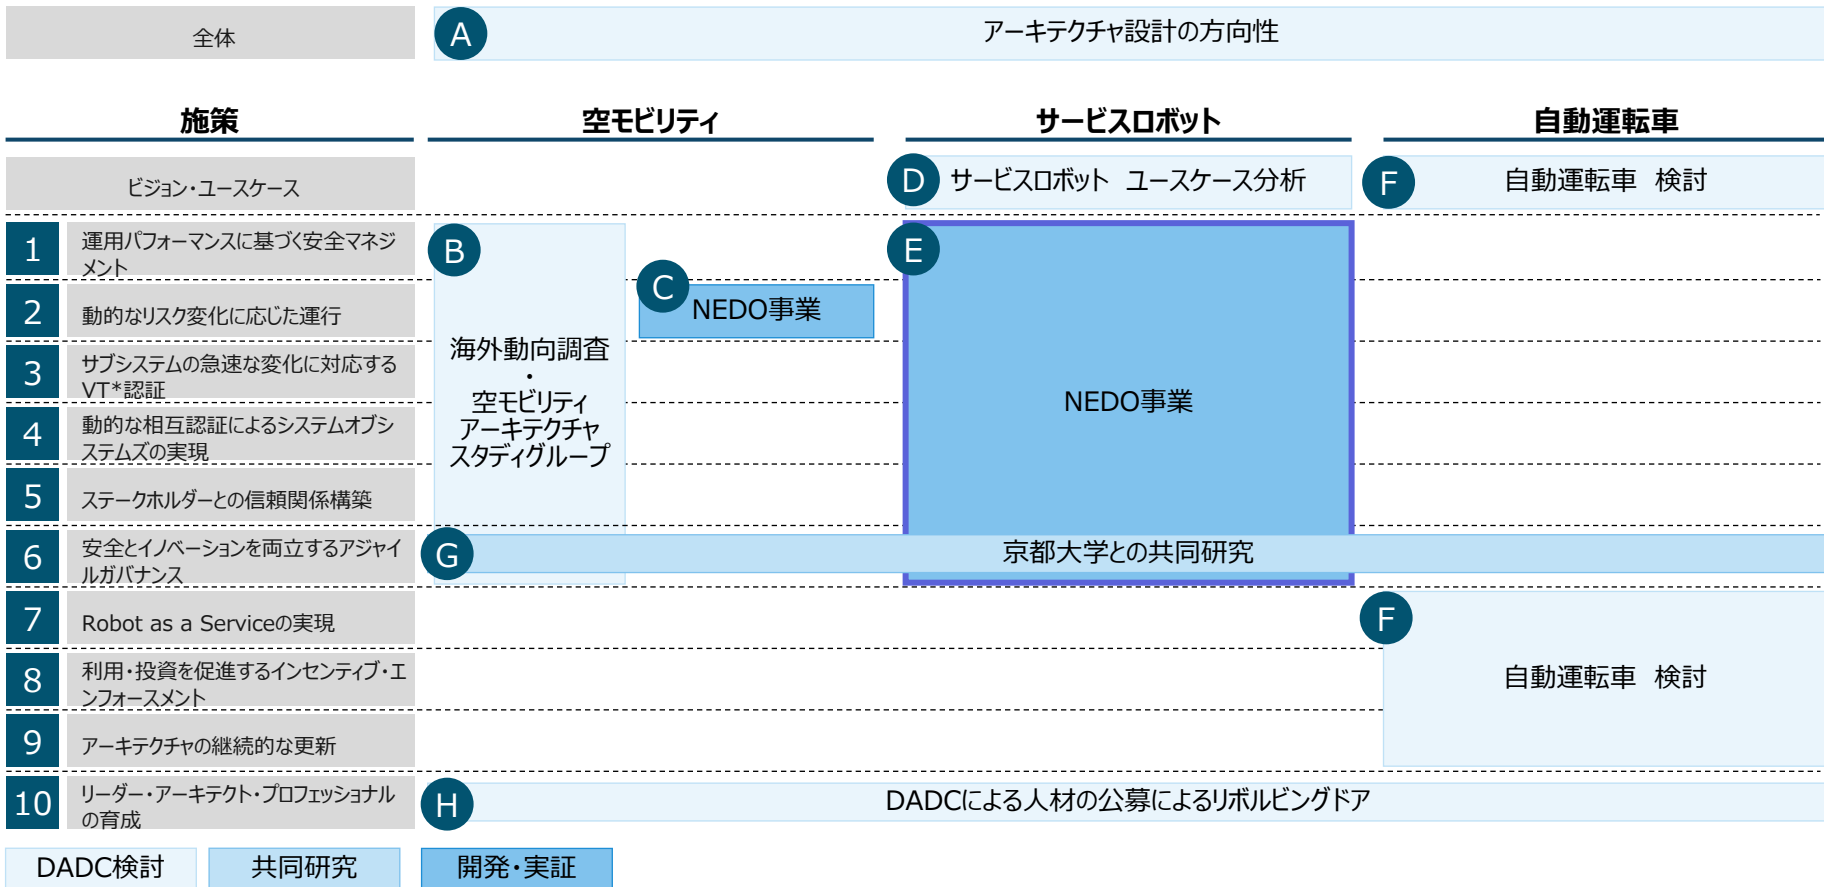 全体
A
アーキテクチャ設計の方向性
施策
空モビリティ
サービスロボット
自動運転車
ビジョン・ユースケース
D
サービスロボット ユースケース分析
F
自動運転車 検討
1
運用パフォーマンスに基づく安全マネジ
メント
B
E
2
動的なリスク変化に応じた運行
C
NEDO事業
3
サブシステムの急速な変化に対応する
VT*認証
海外動向調査
・
空モビリティ
アーキテクチャ
スタディグループ
NEDO事業
4
動的な相互認証によるシステムオブシ
ステムズの実現
5
ステークホルダーとの信頼関係構築
6
安全とイノベーションを両立するアジャイ
ルガバナンス
G
京都大学との共同研究
7
Robot as a Serviceの実現
F
8
利用・投資を促進するインセンティブ・エ
ンフォースメント
自動運転車 検討
9
アーキテクチャの継続的な更新
10
リーダー・アーキテクト・プロフェッショナル
の育成
H
DADCによる人材の公募によるリボルビングドア
DADC検討
共同研究
開発・実証